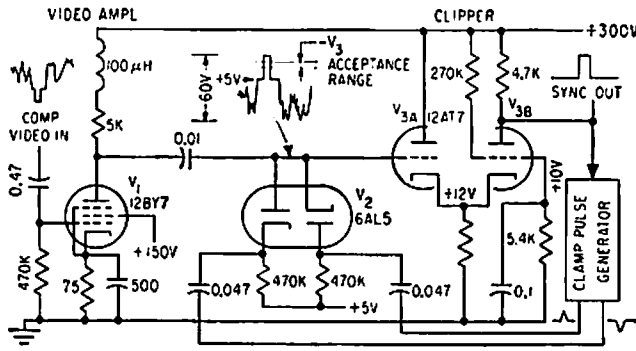 VIDEO AMPL
CLIPPER
+300V
V3
ACCEPTANCE
RANGE
60V
+5V
100μH
270K
4.7K
SYNC OUT
COMP
VIDEO IN
5K
V3A
12AT7
V3B
0.01
0.47
V1
12BY7
+12V
+10V
V2
6AL5
+150V
5.4K
CLAMP PULSE
GENERATOR
470K
75
500
0.047
470K
470K
0.047
0.1
+5V